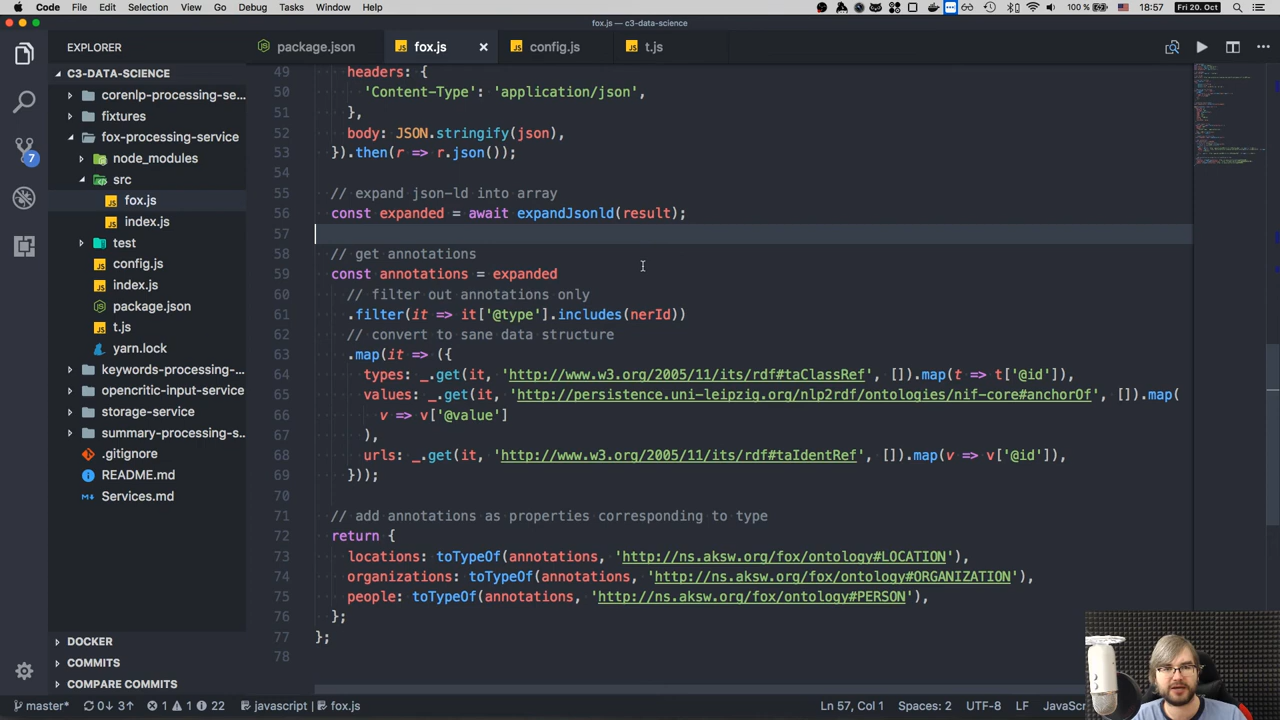 Code File Edit Selection View Go Debug Tasks Window Help 100 % 18:57 Fri 20. Oct
fox.js — c3-data-science
EXPLORER
package.json
fox.js
config.js
t.js
C3-DATA-SCIENCE
corenlp-processing-se...
fixtures
fox-processing-service
node_modules
src
fox.js
index.js
test
config.js
index.js
package.json
t.js
yarn.lock
keywords-processing-...
opencritic-input-service
storage-service
summary-processing-s...
.gitignore
README.md
Services.md
DOCKER
COMMITS
COMPARE COMMITS
7
49 headers: {
50 'Content-Type': 'application/json',
51 },
52 body: JSON.stringify(json),
53 }).then(r => r.json());
54
55 // expand json-ld into array
56 const expanded = await expandJsonld(result);
57
58 // get annotations
59 const annotations = expanded
60 // filter out annotations only
61 .filter(it => it['@type'].includes(nerId))
62 // convert to sane data structure
63 .map(it => ({
64 types: _.get(it, 'http://www.w3.org/2005/11/its/rdf#taClassRef', []).map(t => t['@id']),
65 values: _.get(it, 'http://persistence.uni-leipzig.org/nlp2rdf/ontologies/nif-core#anchorOf', []).map(
66 v => v['@value']
67 ),
68 urls: _.get(it, 'http://www.w3.org/2005/11/its/rdf#taIdentRef', []).map(v => v['@id']),
69 }));
70
71 // add annotations as properties corresponding to type
72 return {
73 locations: toTypeOf(annotations, 'http://ns.aksw.org/fox/ontology#LOCATION'),
74 organizations: toTypeOf(annotations, 'http://ns.aksw.org/fox/ontology#ORGANIZATION'),
75 people: toTypeOf(annotations, 'http://ns.aksw.org/fox/ontology#PERSON'),
76 };
77 };
78
master* 0↓ 3↑ 1 1 22 javascript fox.js Ln 57, Col 1 Spaces: 2 UTF-8 LF JavaSc